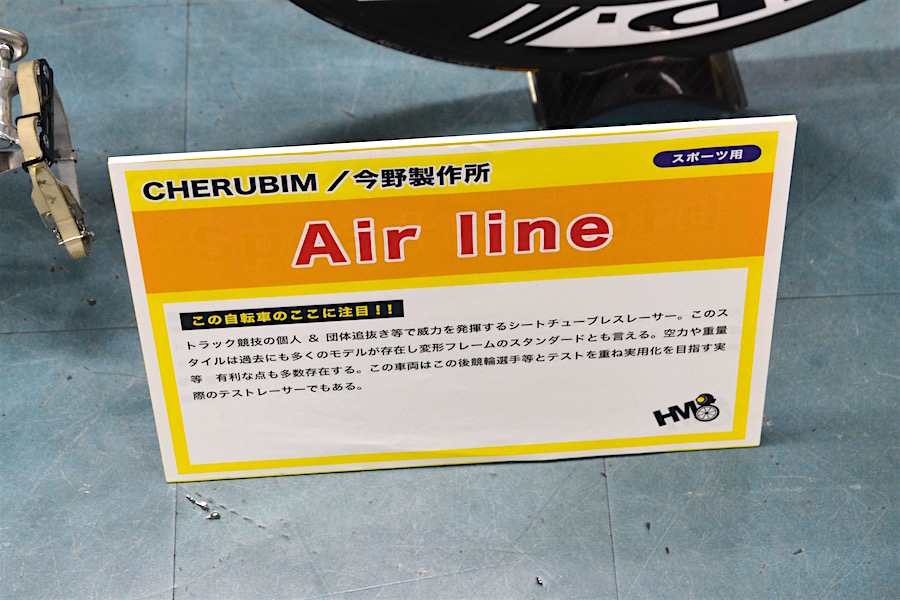 スポーツ用
CHERUBIM／今野製作所
Air line
この自転車のここに注目！！
トラック競技の個人 & 団体追抜き等で威力を発揮するシートチューブレスレーサー。このス
タイルは過去にも多くのモデルが存在し変形フレームのスタンダードとも言える。空力や重量
等　有利な点も多数存在する。この車両はこの後競輪選手等とテストを重ね実用化を目指す実
際のテストレーサーでもある。
HM